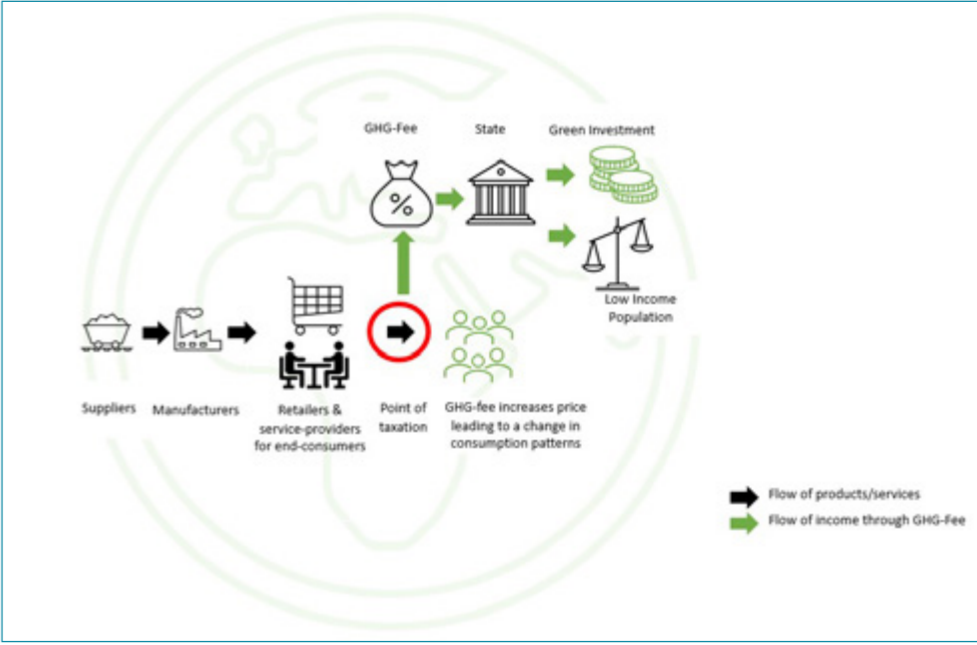 GHG-Fee
State
Green Investment
%
Low Income
Population
Suppliers
Manufacturers
Retailers &
service-providers
for end-consumers
Point of
taxation
GHG-fee increases price
leading to a change in
consumption patterns
Flow of products/services
Flow of income through GHG-Fee